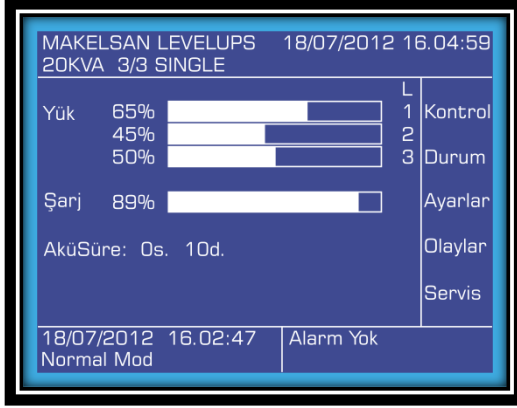 MAKELSAN LEVELUPS 18/07/2012 16.04:59
20KVA 3/3 SINGLE
L
Yük 65% 1 Kontrol
45% 2
50% 3 Durum
Şarj 89% Ayarlar
AküSüre: 0s. 10d. Olaylar
Servis
18/07/2012 16.02:47 Alarm Yok
Normal Mod